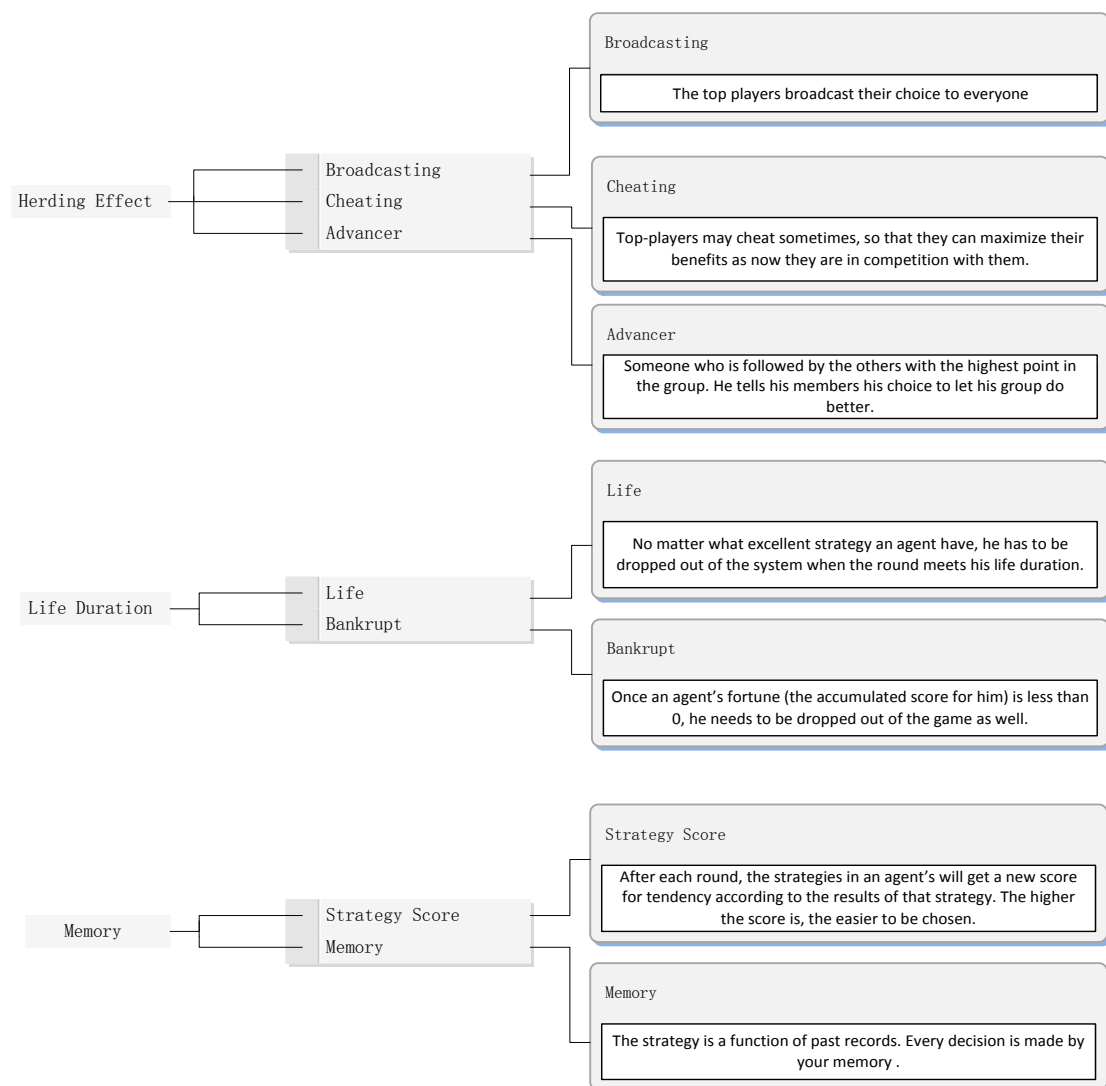 Herding Effect
Broadcasting
Cheating
Advancer
Broadcasting
The top players broadcast their choice to everyone
Cheating
Top-players may cheat sometimes, so that they can maximize their
benefits as now they are in competition with them.
Advancer
Someone who is followed by the others with the highest point in
the group. He tells his members his choice to let his group do
better.
Life Duration
Life
Bankrupt
Life
No matter what excellent strategy an agent have, he has to be
dropped out of the system when the round meets his life duration.
Bankrupt
Once an agent’s fortune (the accumulated score for him) is less than
0, he needs to be dropped out of the game as well.
Memory
Strategy Score
Memory
Strategy Score
After each round, the strategies in an agent’s will get a new score
for tendency according to the results of that strategy. The higher
the score is, the easier to be chosen.
Memory
The strategy is a function of past records. Every decision is made by
your memory .